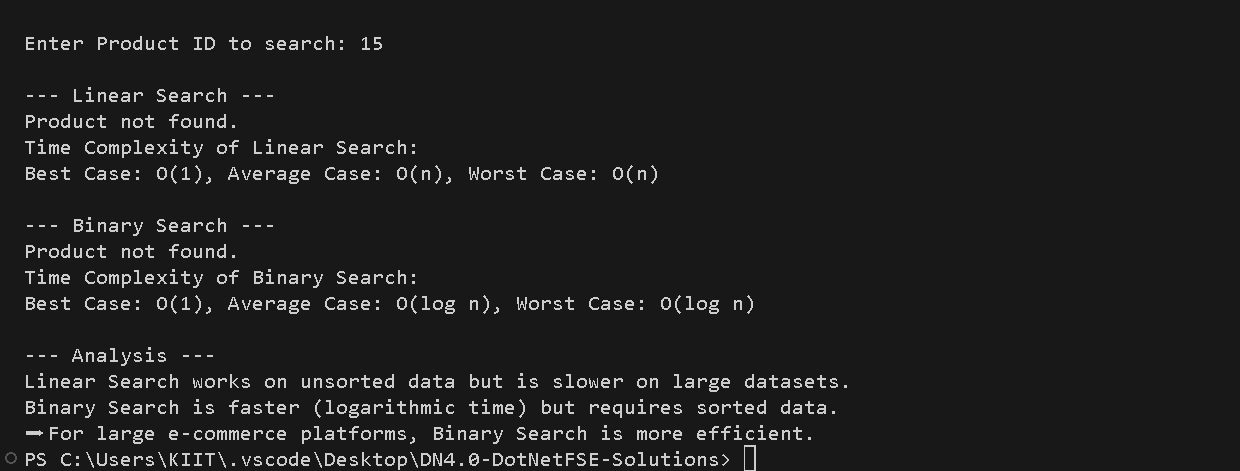 Enter Product ID to search: 15
--- Linear Search ---
Product not found.
Time Complexity of Linear Search:
Best Case: O(1), Average Case: O(n), Worst Case: O(n)
--- Binary Search ---
Product not found.
Time Complexity of Binary Search:
Best Case: O(1), Average Case: O(log n), Worst Case: O(log n)
--- Analysis ---
Linear Search works on unsorted data but is slower on large datasets.
Binary Search is faster (logarithmic time) but requires sorted data.
➡For large e-commerce platforms, Binary Search is more efficient.
PS C:\Users\KIIT\.vscode\Desktop\DN4.0-DotNetFSE-Solutions>